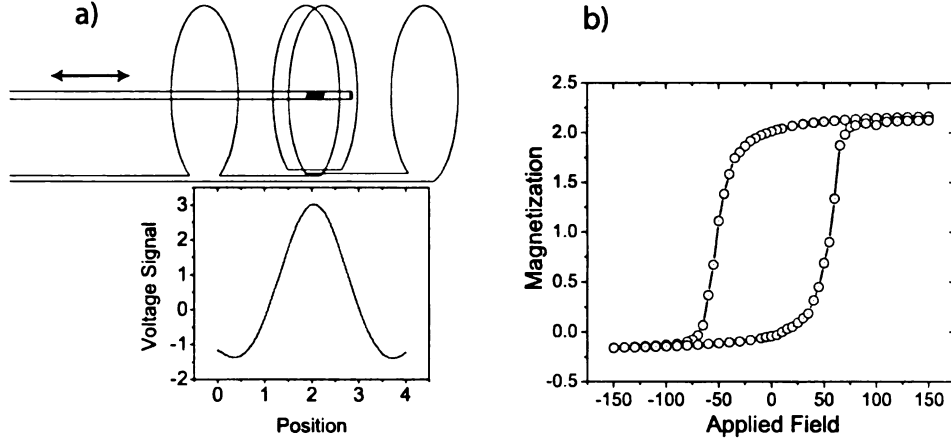 a)
Voltage Signal
3
2
1
0
-1
-2
0 1 2 3 4
Position
b)
Magnetization
2.5
2.0
1.5
1.0
0.5
0.0
-0.5
-150 -100 -50 0 50 100 150
Applied Field